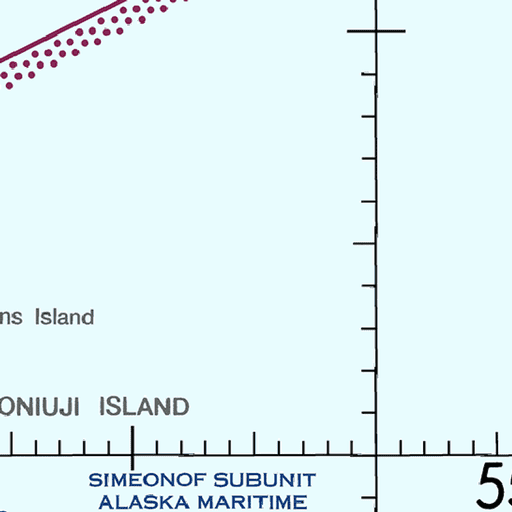 ns Island
ONIUJI ISLAND
SIMEONOF SUBUNIT
ALASKA MARITIME
55